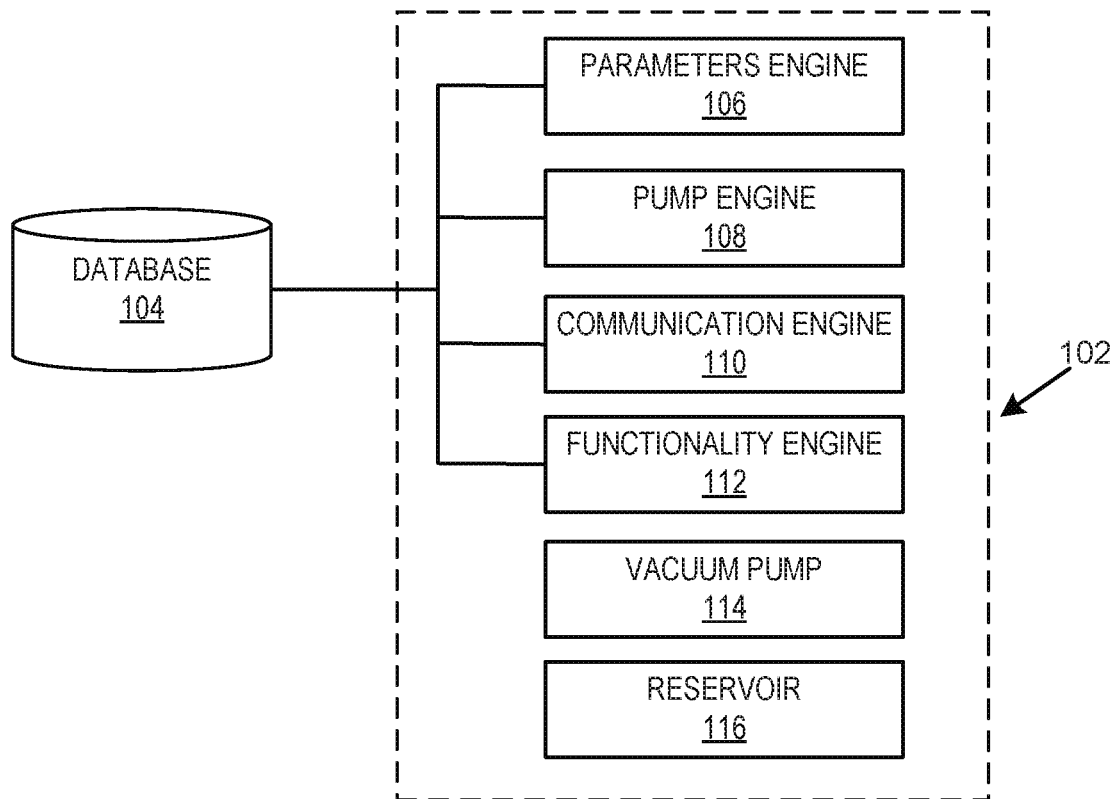 PARAMETERS ENGINE
106
PUMP ENGINE
108
DATABASE
104
COMMUNICATION ENGINE
110
102
FUNCTIONALITY ENGINE
112
VACUUM PUMP
114
RESERVOIR
116